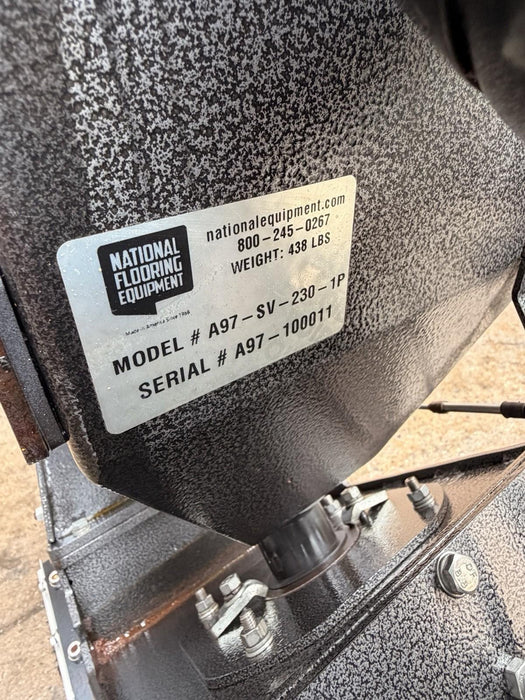 NATIONAL
FLOORING
EQUIPMENT
nationalequipment.com
800-245-0267
WEIGHT: 438 LBS
Made in America Since 1968
MODEL # A97-SV-230-1P
SERIAL # A97-100011